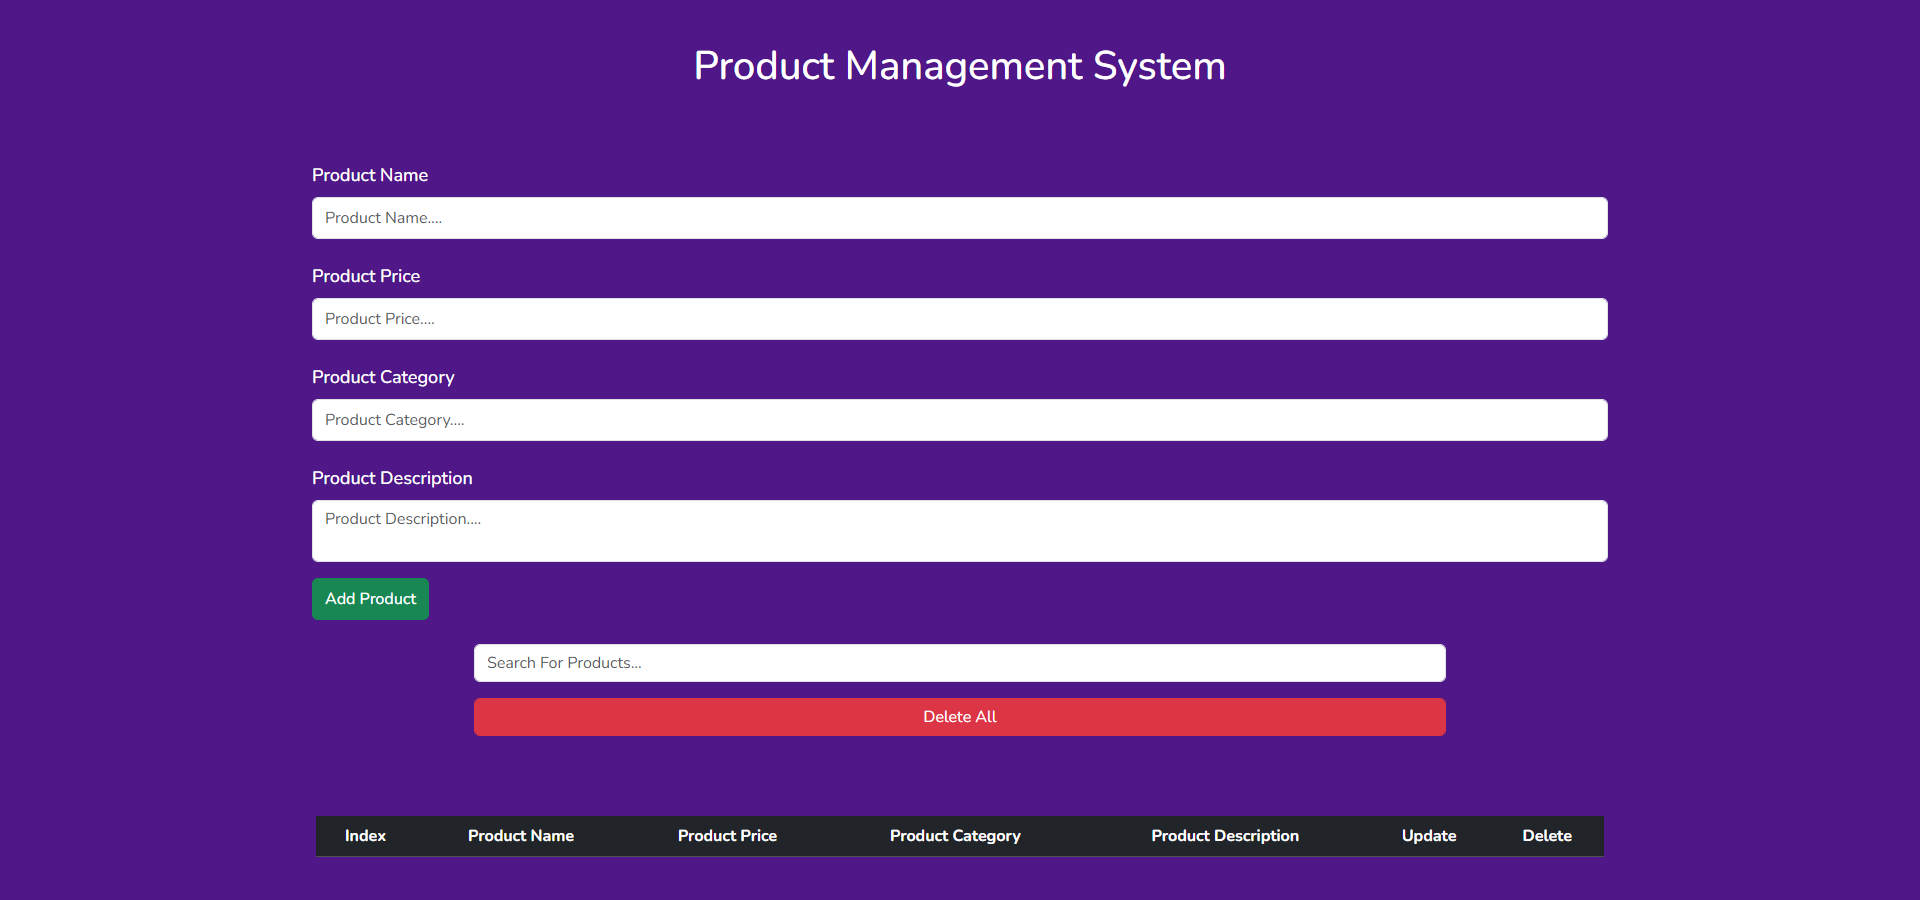 Product Management System
Product Name
Product Name....
Product Price
Product Price....
Product Category
Product Category....
Product Description
Product Description....
Add Product
Search For Products...
Delete All
Index Product Name Product Price Product Category Product Description Update Delete